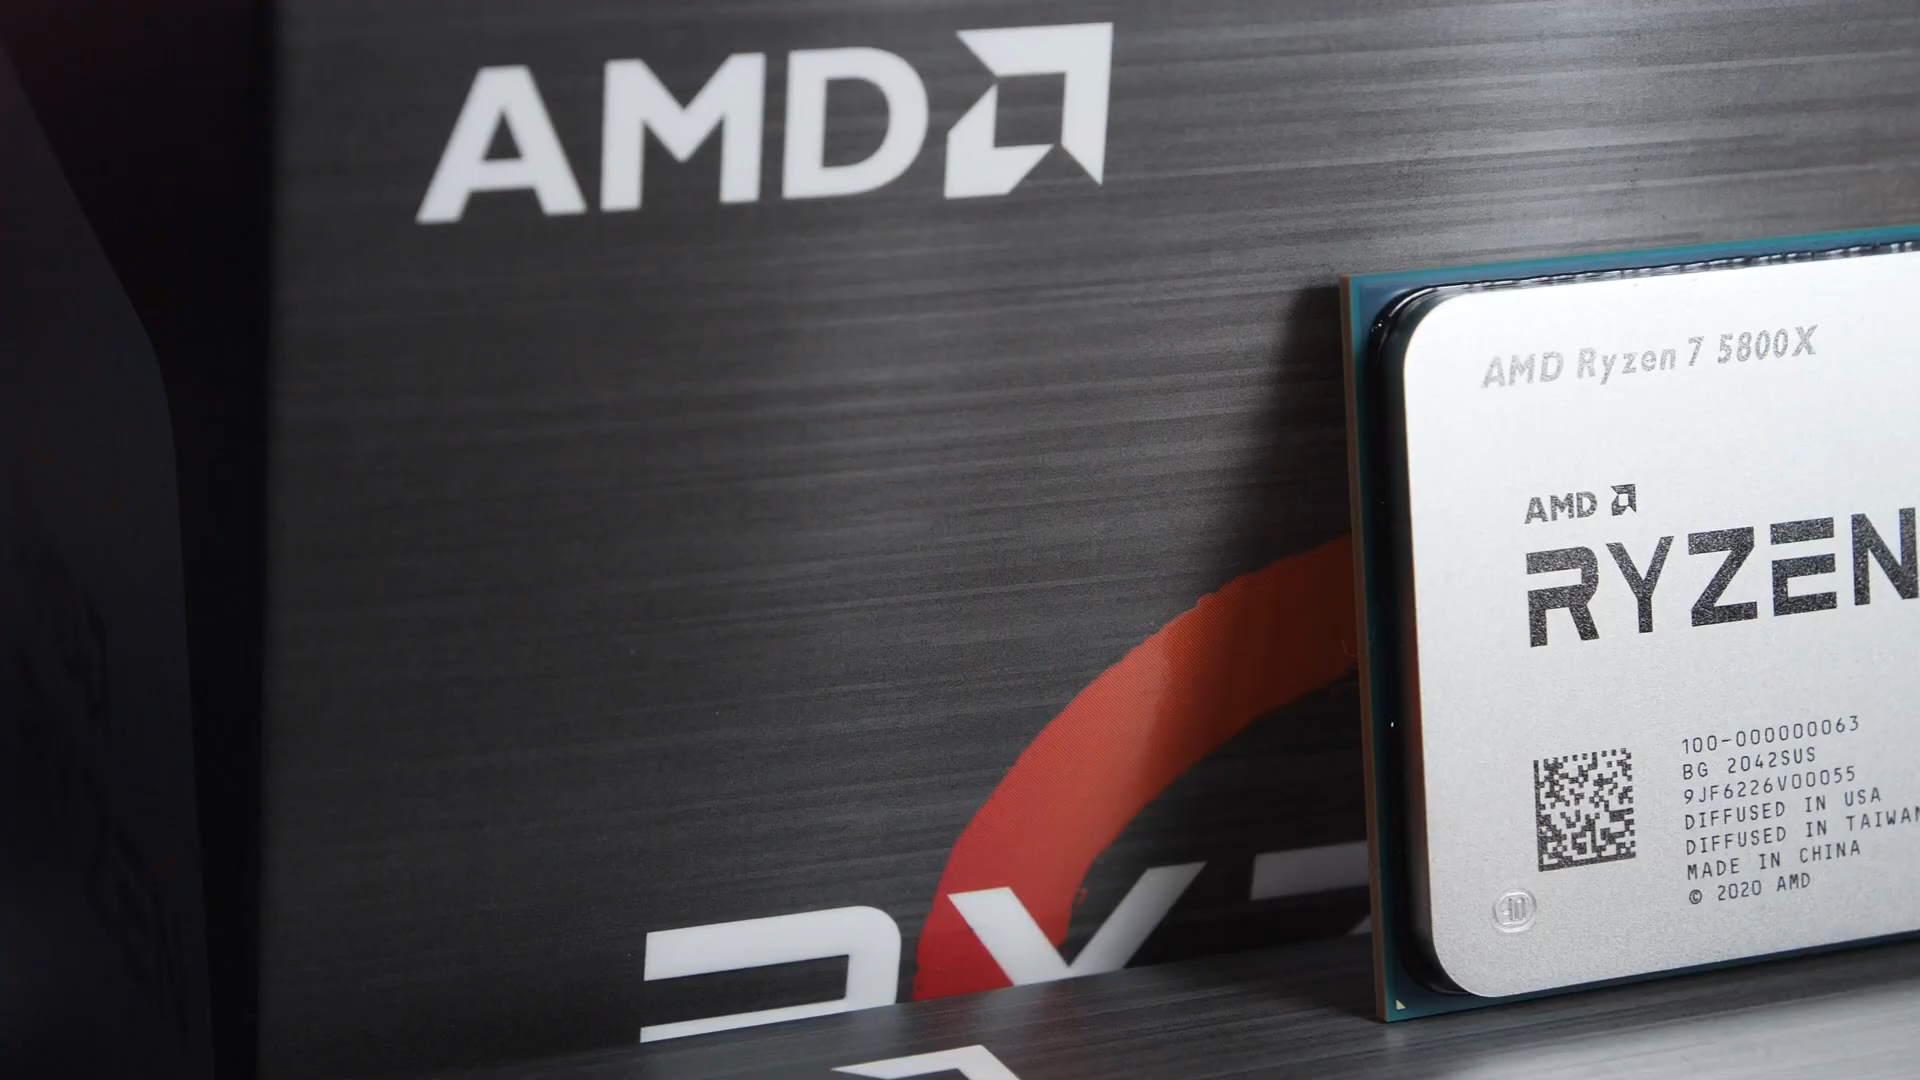 AMD
AMD Ryzen 7 5800X
AMD
RYZEN
100-000000063
BG 2042SUS
9JF6226V00055
DIFFUSED IN USA
DIFFUSED IN TAIWAN
MADE IN CHINA
© 2020 AMD
RYZ